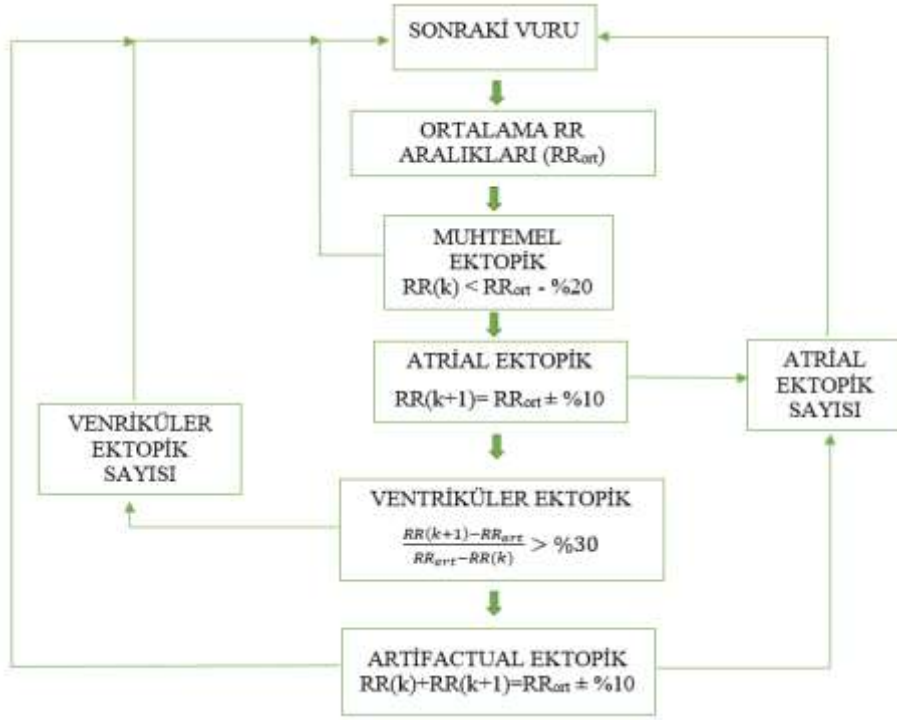 SONRAKİ VURU
ORTALAMA RR
ARALIKLARI (RRort)
MUHTEMEL
EKTOPİK
RR(k) < RRort - %20
ATRİAL EKTOPİK
RR(k+1)= RRort ± %10
ATRİAL
EKTOPİK
SAYISI
VENRİKÜLER
EKTOPİK
SAYISI
VENTRİKÜLER EKTOPİK
RR(k+1)−RRort
RRort−RR(k)
> %30
ARTİFACTUAL EKTOPİK
RR(k)+RR(k+1)=RRort ± %10